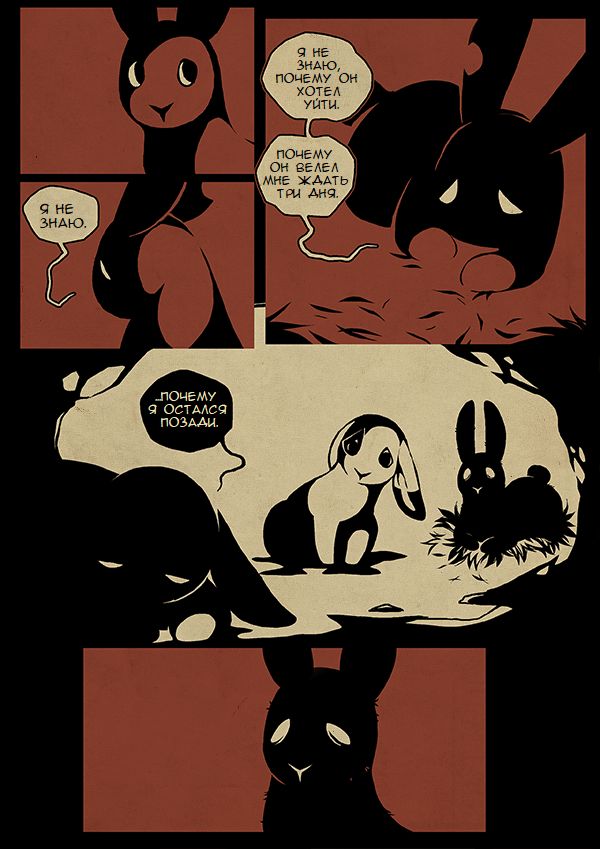 Я НЕ
ЗНАЮ.
Я НЕ
ЗНАЮ,
ПОЧЕМУ ОН
ХОТЕЛ
УЙТИ.
ПОЧЕМУ
ОН ВЕЛЕЛ
МНЕ ЖДАТЬ
ТРИ ДНЯ.
...ПОЧЕМУ
Я ОСТАЛСЯ
ПОЗАДИ.